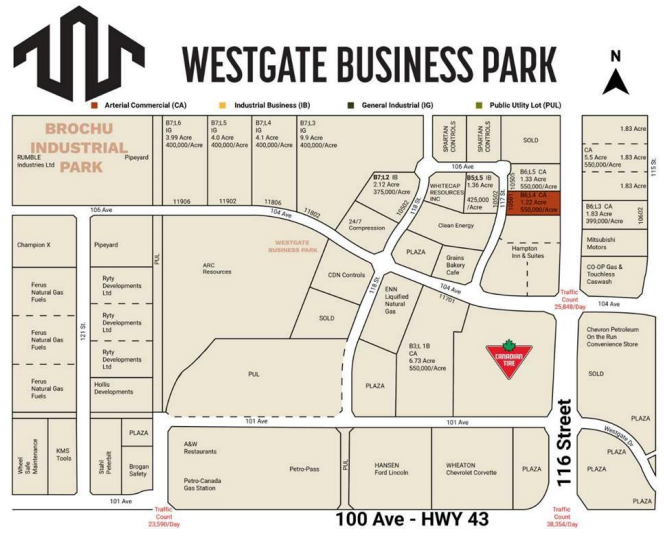 WESTGATE BUSINESS PARK
N
Arterial Commercial (CA)
Industrial Business (IB)
General Industrial (IG)
Public Utlity Lot (PUL)
BROCHU
INDUSTRIAL
PARK
RUMBLE
Industries Ltd
Pipeyard
B7;L6
IG
3.99 Acre
400,000/Acre
B7;L5
IG
4.0 Acre
400,000/Acre
B7;L4
IG
4.1 Acre
400,000/Acre
B7;L3
IG
9.9 Acre
400,000/Acre
SPARTAN
CONTROLS
SPARTAN
CONTROLS
SOLD
1.83 Acre
CA
5.5 Acre
550,000/Acre
1.83 Acre
1.83 Acre
115 St.
106 Ave
B7;L2 IB
2.12 Acre
375,000/Acre
10502
WHITECAP
RESOURCES
INC
B5;L5 IB
1.36 Acre
425,000
/Acre
10502
117 St.
10505
B6;L5 CA
1.33 Acre
550,000/Acre
10501
B6;L4 CA
1.22 Acre
550,000/Acre
B6;L3 CA
1.83 Acre
399,000/Acre
10602
11906
11902
11806
11802
106 Ave
104 Ave
118 St.
24/7
Compression
Clean Energy
PLAZA
Grains
Bakery
Cafe
Hampton
Inn & Suites
Mitsubishi
Motors
CO-OP Gas &
Touchless
Caswash
Champion X
Pipeyard
PUL
ARC
Resources
WESTGATE
BUSINESS PARK
CDN Controls
118 St.
ENN
Liquified
Natural
Gas
104 Ave
11701
Traffic
Count
25,848/Day
104 Ave
Ferus
Natural Gas
Fuels
Ferus
Natural Gas
Fuels
Ferus
Natural Gas
Fuels
121 St.
Ryty
Developments
Ltd
Ryty
Developments
Ltd
Ryty
Developments
Ltd
Hollis
Developments
SOLD
PUL
B3;L 1B
CA
6.73 Acre
550,000/Acre
PLAZA
CANADIAN
TIRE
Chevron Petroleum
On the Run
Convenience Store
SOLD
PLAZA
101 Ave
101 Ave
116 Street
Westgate Dr
Wheel
Safe
Maintenance
KMS
Tools
Stahl
Peterbilt
PLAZA
Brogan
Safety
A&W
Restaurants
Petro-Canada
Gas Station
Petro-Pass
PUL
HANSEN
Ford Lincoln
WHEATON
Chevrolet Corvette
PLAZA
PLAZA
PLAZA
PLAZA
101 Ave
Traffic
Count
23,590/Day
100 Ave - HWY 43
Traffic
Count
38,354/Day